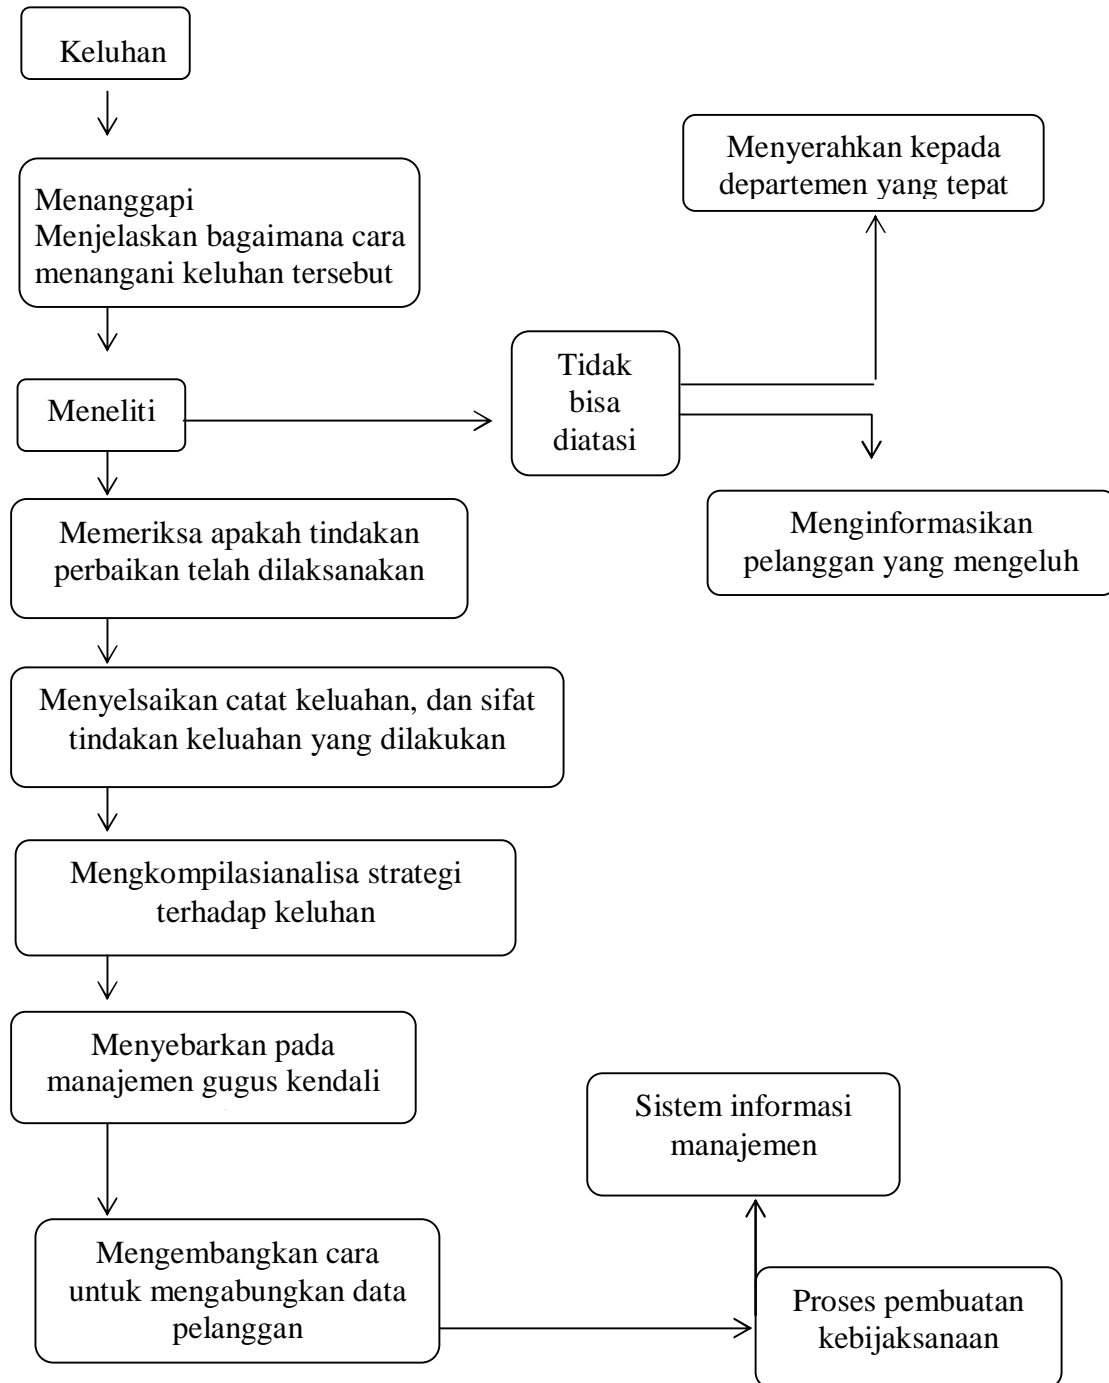 Keluhan
Menanggapi
Menjelaskan bagaimana cara
menangani keluhan tersebut
Meneliti
Tidak
bisa
diatasi
Menyerahkan kepada
departemen yang tepat
Menginformasikan
pelanggan yang mengeluh
Memeriksa apakah tindakan
perbaikan telah dilaksanakan
Menyelsaikan catat keluahan, dan sifat
tindakan keluahan yang dilakukan
Mengkompilasianalisa strategi
terhadap keluhan
Menyebarkan pada
manajemen gugus kendali
Mengembangkan cara
untuk mengabungkan data
pelanggan
Sistem informasi
manajemen
Proses pembuatan
kebijaksanaan